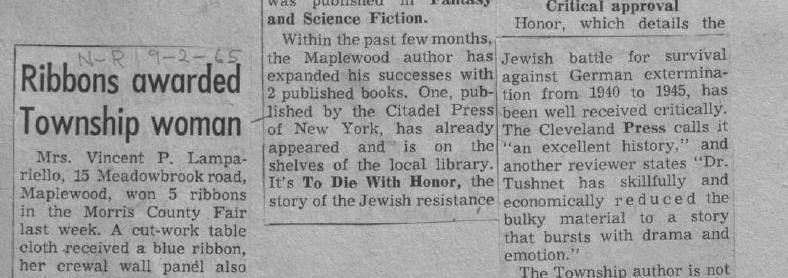 N-R 9-2-65
Ribbons awarded
Township woman
Mrs. Vincent P. Lampa-
riello, 15 Meadowbrook road,
Maplewood, won 5 ribbons
in the Morris County Fair
last week. A cut-work table
cloth received a blue ribbon,
her crewal wall panel also
was published in Fantasy
and Science Fiction.
Within the past few months,
the Maplewood author has
expanded his successes with
2 published books. One, pub-
lished by the Citadel Press
of New York, has already
appeared and is on the
shelves of the local library.
It's To Die With Honor, the
story of the Jewish resistance
Critical approval
Honor, which details the
Jewish battle for survival
against German extermina-
tion from 1940 to 1945, has
been well received critically.
The Cleveland Press calls it
"an excellent history," and
another reviewer states "Dr.
Tushnet has skillfully and
economically reduced the
bulky material to a story
that bursts with drama and
emotion."
The Township author is not